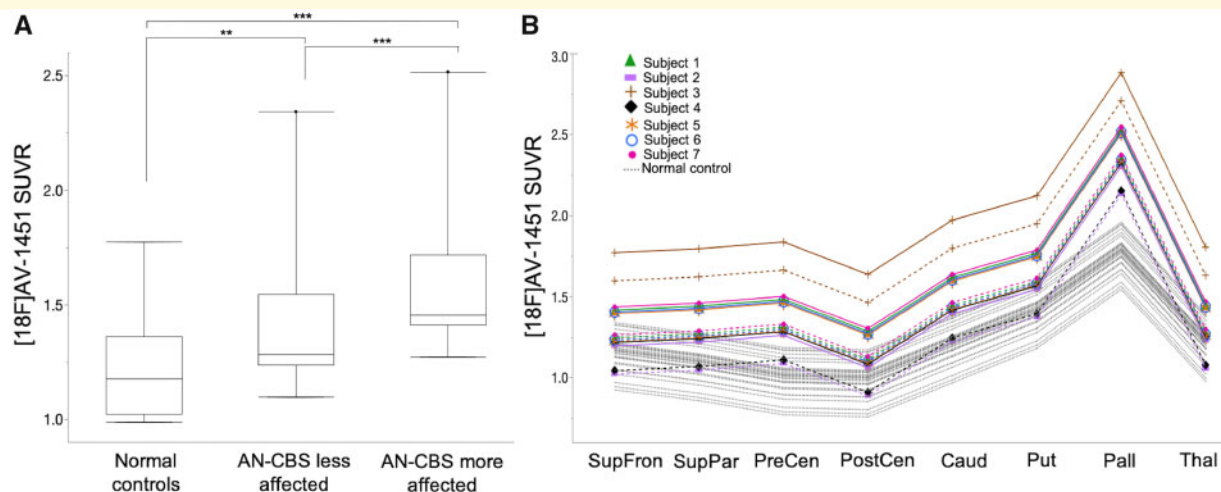 A
B
***
**
***
[18F]AV-1451 SUVR
2.5
2.0
1.5
1.0
Normal controls
AN-CBS less affected
AN-CBS more affected
[18F]AV-1451 SUVR
3.0
2.5
2.0
1.5
1.0
Subject 1
Subject 2
Subject 3
Subject 4
Subject 5
Subject 6
Subject 7
Normal control
SupFron SupPar PreCen PostCen Caud Put Pall Thal